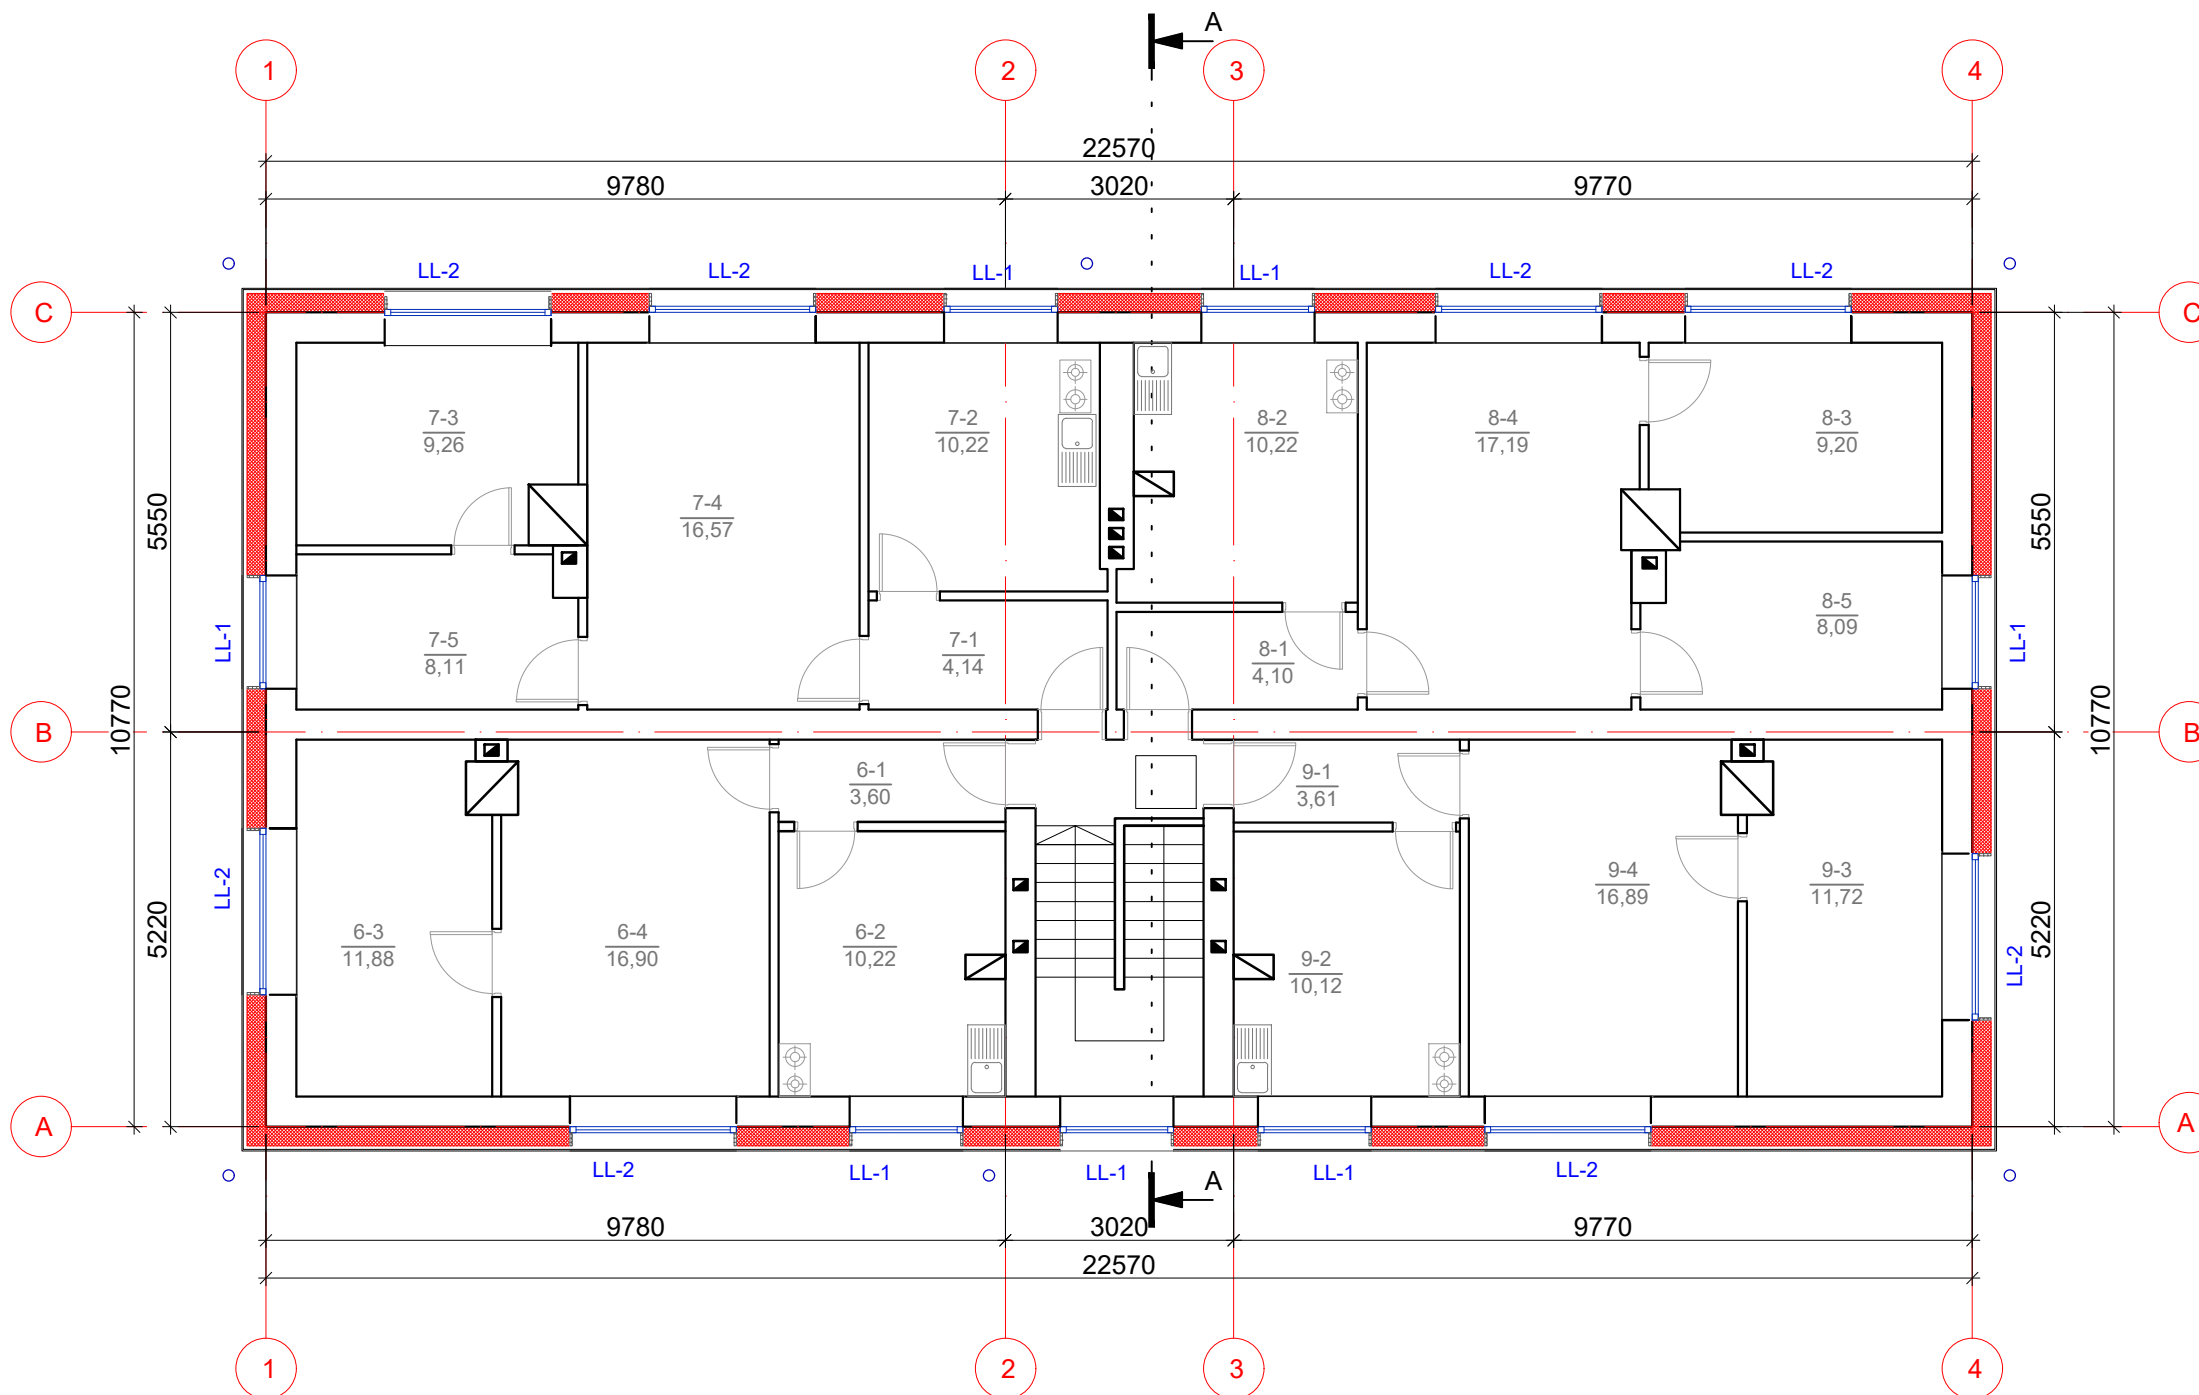 A
1
2
3
4
22570
9780
3020
9770
LL-2
LL-2
LL-1
LL-1
LL-2
LL-2
C
C
7-3
9,26
7-4
16,57
7-2
10,22
8-2
10,22
8-4
17,19
8-3
9,20
5550
5550
LL-1
7-5
8,11
7-1
4,14
8-1
4,10
8-5
8,09
LL-1
10770
10770
B
B
6-1
3,60
9-1
3,61
LL-2
5220
6-3
11,88
6-4
16,90
6-2
10,22
9-2
10,12
9-4
16,89
9-3
11,72
5220
LL-2
A
A
LL-2
LL-1
LL-1
LL-1
LL-2
A
9780
3020
9770
22570
1
2
3
4